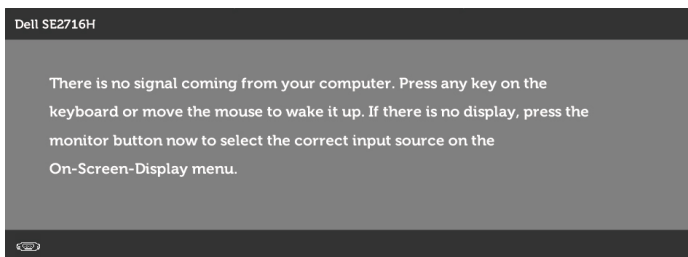 Dell SE2716H
There is no signal coming from your computer. Press any key on the
keyboard or move the mouse to wake it up. If there is no display, press the
monitor button now to select the correct input source on the
On-Screen-Display menu.